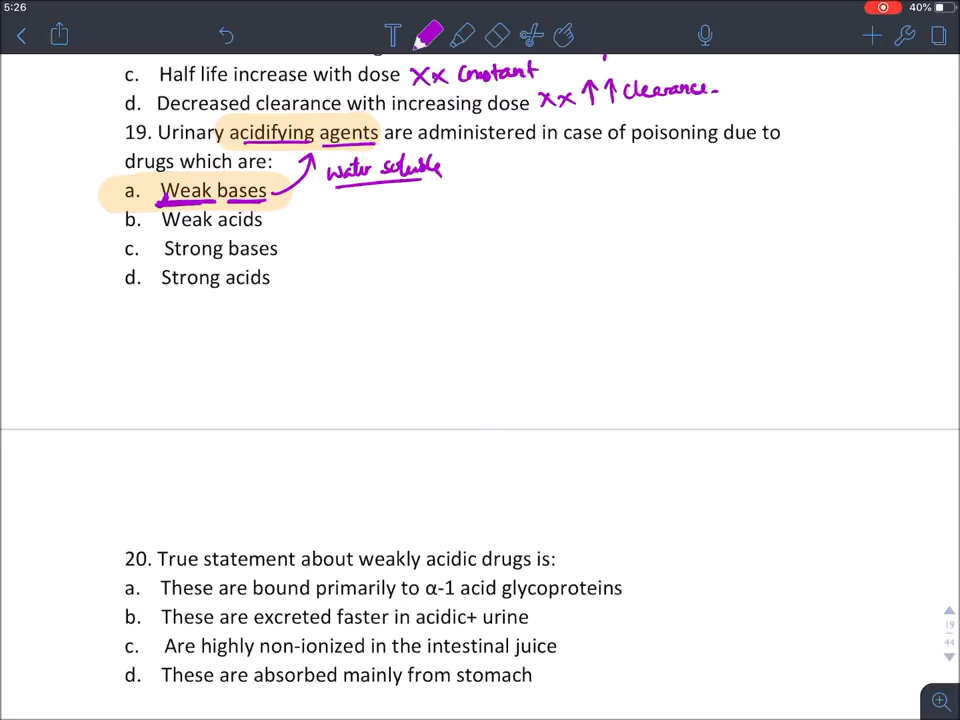 5:26
40%
T
c. Half life increase with dose xx Constant
d. Decreased clearance with increasing dose xx ↑↑ clearance.
19. Urinary acidifying agents are administered in case of poisoning due to
drugs which are:
water soluble
a. Weak bases
b. Weak acids
c. Strong bases
d. Strong acids
20. True statement about weakly acidic drugs is:
a. These are bound primarily to α-1 acid glycoproteins
b. These are excreted faster in acidic+ urine
c. Are highly non-ionized in the intestinal juice
d. These are absorbed mainly from stomach
19
44